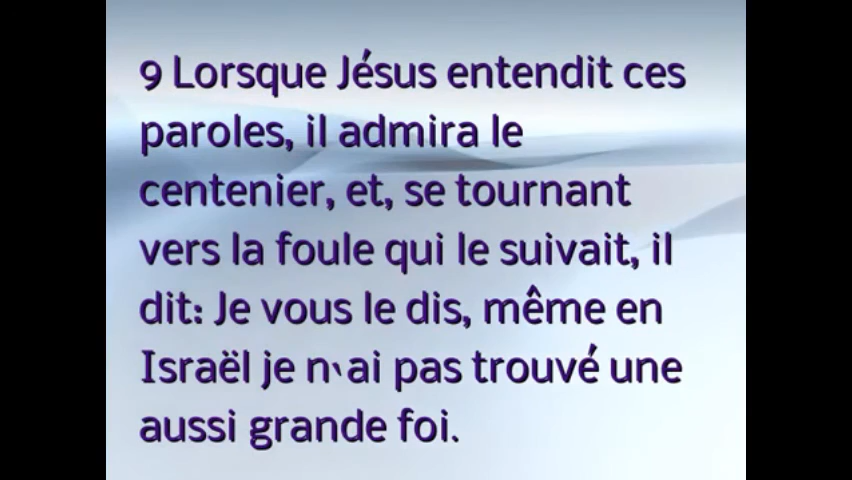 9 Lorsque Jésus entendit ces
paroles, il admira le
centenier, et, se tournant
vers la foule qui le suivait, il
dit: Je vous le dis, même en
Israël je n`ai pas trouvé une
aussi grande foi.